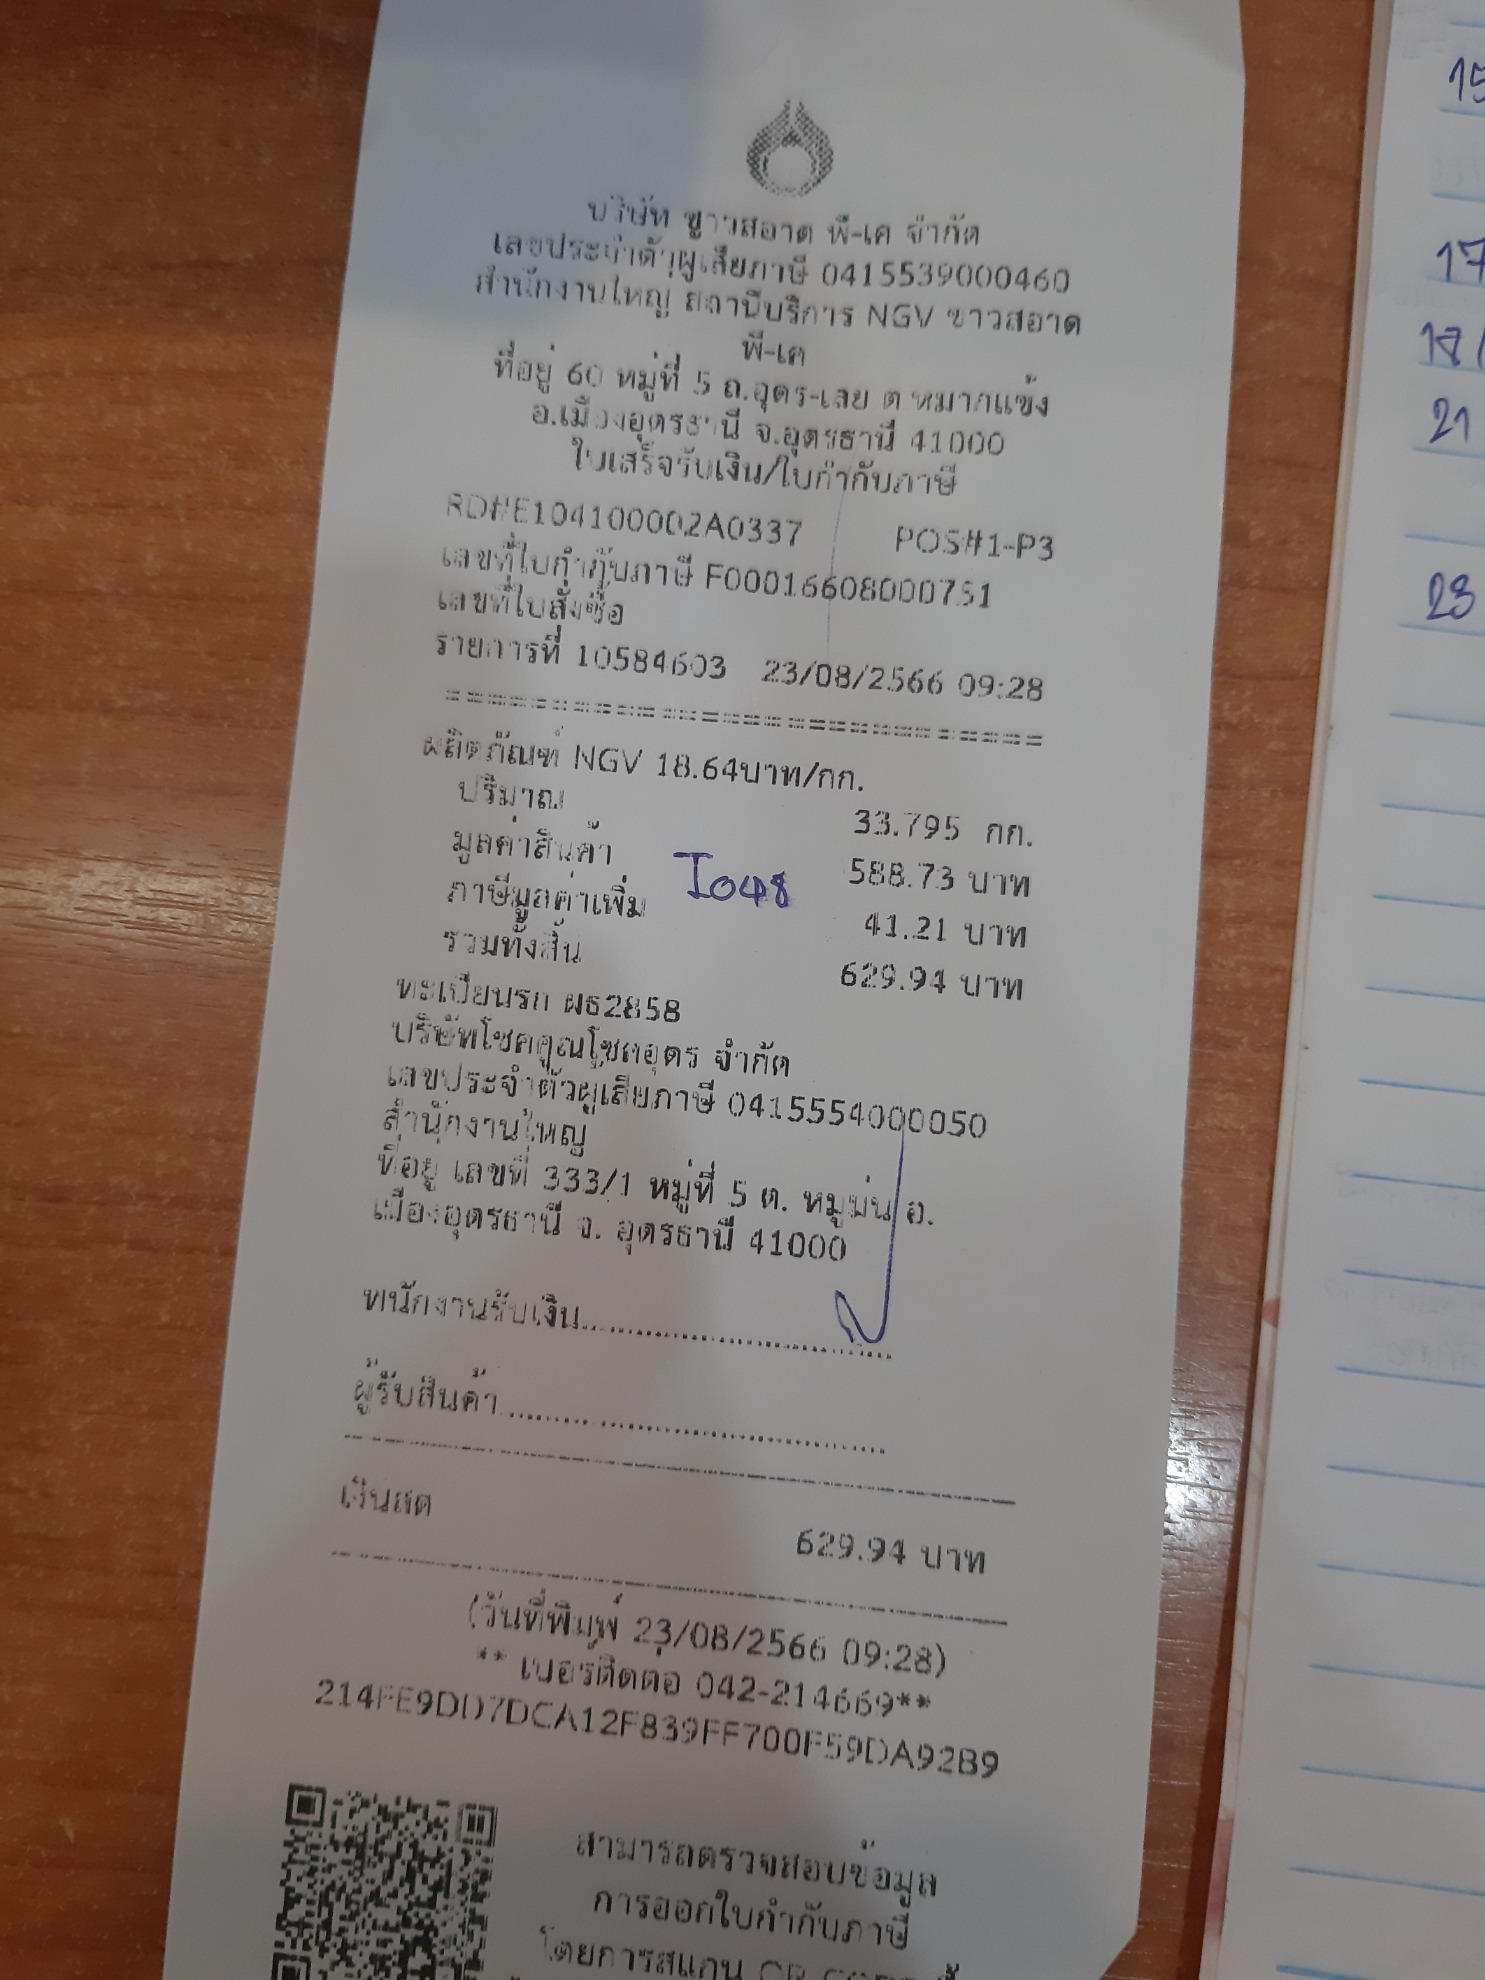 บริษัท ขาวสอาด พี-เค จำกัด
เลขประจำตัวผู้เสียภาษี 0415539000460
สำนักงานใหญ่ สถานีบริการ NGV ขาวสอาด
พี-เค
ที่อยู่ 60 หมู่ที่ 5 ถ.อุดร-เลย ต.หมากแข้ง
อ.เมืองอุดรธานี จ.อุดรธานี 41000
ใบเสร็จรับเงิน/ใบกำกับภาษี
RD#E104100002A0337 POS#1-P3
เลขที่ใบกำกับภาษี F00016608000751
เลขที่ใบสั่งซื้อ
รายการที่ 10584603 23/08/2566 09:28
ผลิตภัณฑ์ NGV 18.64บาท/กก.
ปริมาณ 33.795 กก.
มูลค่าสินค้า 588.73 บาท
I048
ภาษีมูลค่าเพิ่ม 41.21 บาท
รวมทั้งสิ้น 629.94 บาท
ทะเบียนรถ ผธ2858
บริษัทโชคคูณโชคอุดร จำกัด
เลขประจำตัวผู้เสียภาษี 0415554000050
สำนักงานใหญ่
ที่อยู่ เลขที่ 333/1 หมู่ที่ 5 ต. หมูม่น อ.
เมืองอุดรธานี จ. อุดรธานี 41000
พนักงานรับเงิน..............................
ผู้รับสินค้า..............................
เงินสด 629.94 บาท
(วันที่พิมพ์ 23/08/2566 09:28)
** เบอร์ติดต่อ 042-214669**
214FE9DD7DCA12F839FF700F59DA92B9
สามารถตรวจสอบข้อมูล
การออกใบกำกับภาษี
โดยการสแกน QR
15
17
18/
21
23